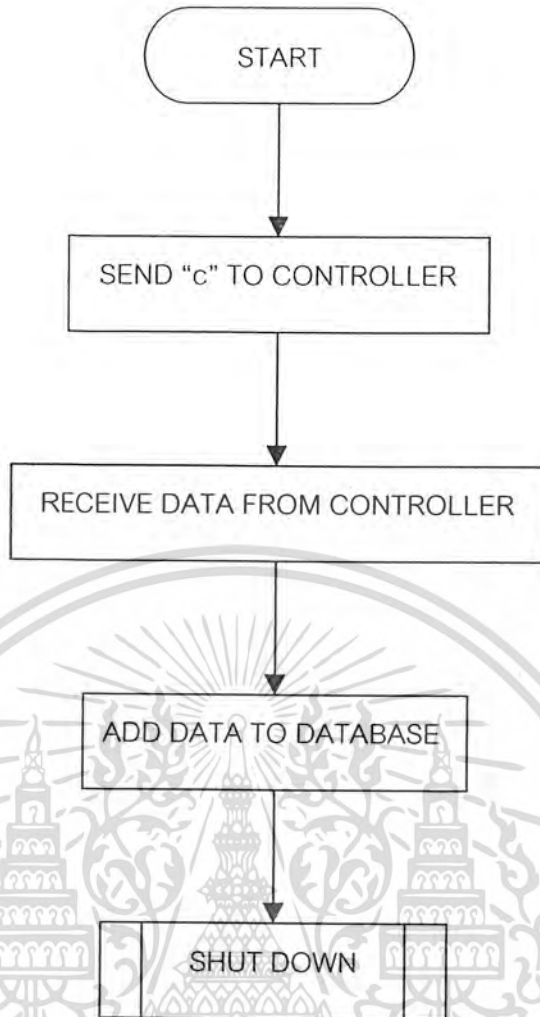 START
SEND “c” TO CONTROLLER
RECEIVE DATA FROM CONTROLLER
ADD DATA TO DATABASE
SHUT DOWN